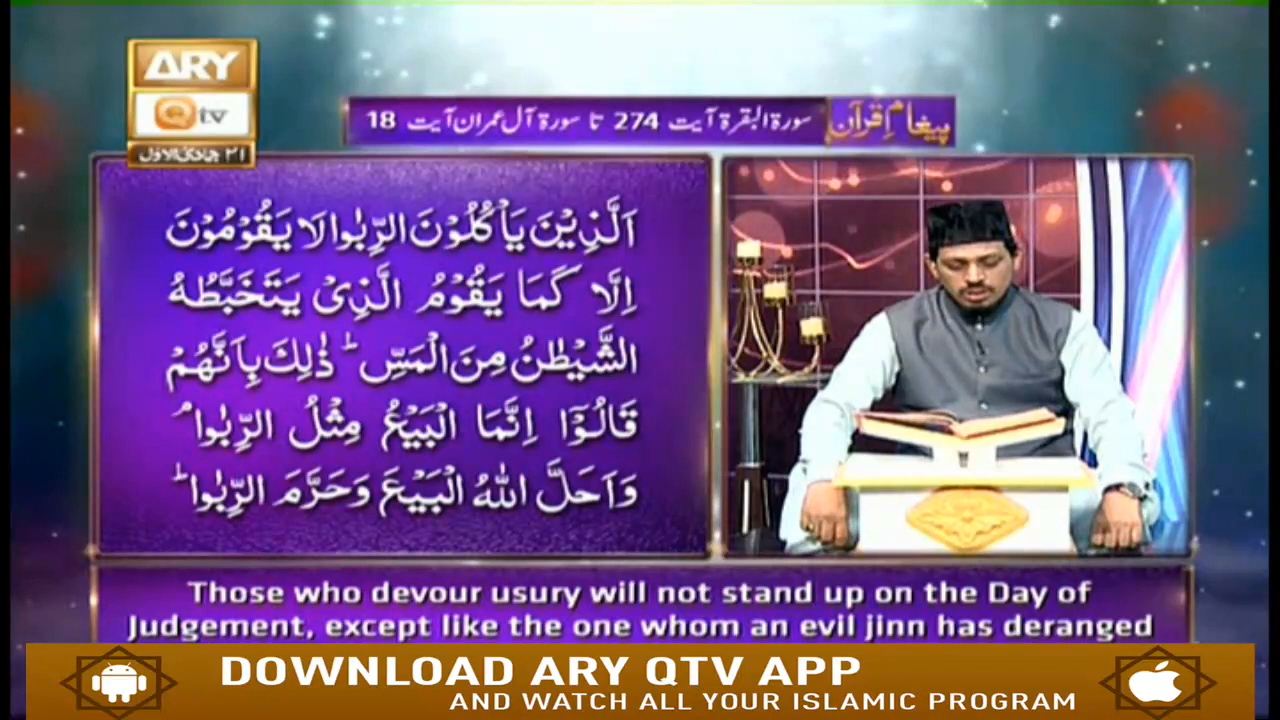 ARY
Qtv
۲۱ جمادی الاوّل
پیغامِ قرآن
سورۃ البقرۃ آیت 274 تا سورۃ آل عمران آیت 18
اَلَّذِيْنَ يَاْكُلُوْنَ الرِّبٰوا لَا يَقُوْمُوْنَ
اِلَّا كَمَا يَقُوْمُ الَّذِىْ يَتَخَبَّطُهُ
الشَّيْطٰنُ مِنَ الْمَسِّ ؕ ذٰلِكَ بِاَنَّهُمْ
قَالُوْۤا اِنَّمَا الْبَيْعُ مِثْلُ الرِّبٰوا ۘ
وَاَحَلَّ اللّٰهُ الْبَيْعَ وَحَرَّمَ الرِّبٰوا ؕ
Those who devour usury will not stand up on the Day of
Judgement, except like the one whom an evil jinn has deranged
DOWNLOAD ARY QTV APP
AND WATCH ALL YOUR ISLAMIC PROGRAM